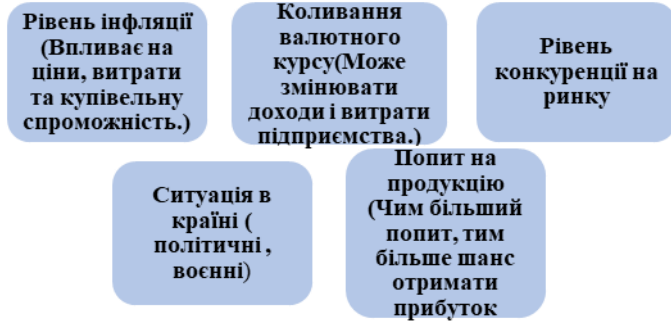 Рівень інфляції
(Впливає на
ціни, витрати
та купівельну
спроможність.)
Коливання
валютного
курсу(Може
змінювати
доходи і витрати
підприємства.)
Рівень
конкуренції на
ринку
Ситуація в
країні (
політичні ,
воєнні)
Попит на
продукцію
(Чим більший
попит, тим
більше шанс
отримати
прибуток